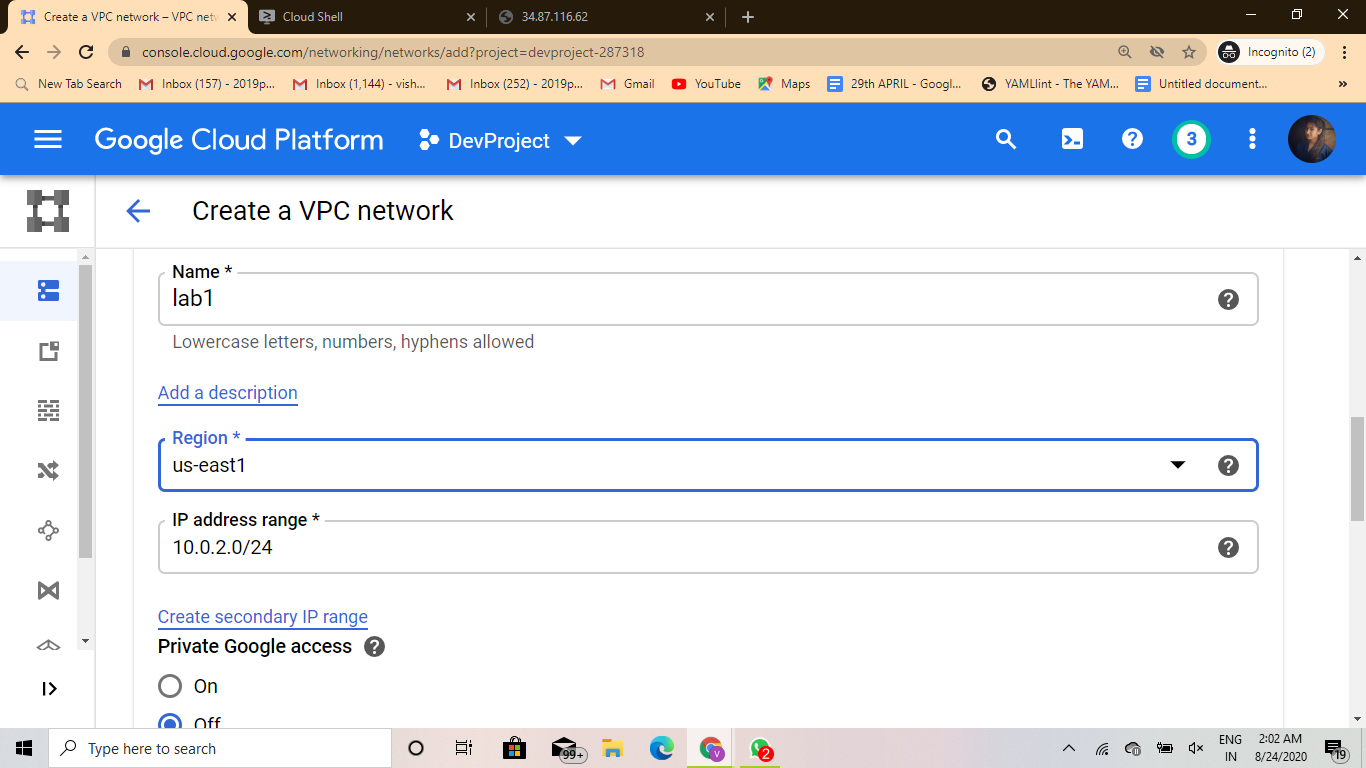 Create a VPC network – VPC netw
Cloud Shell
34.87.116.62
console.cloud.google.com/networking/networks/add?project=devproject-287318
Incognito (2)
New Tab Search
Inbox (157) - 2019p...
Inbox (1,144) - vish...
Inbox (252) - 2019p...
Gmail
YouTube
Maps
29th APRIL - Googl...
YAMLlint - The YAM...
Untitled document...
»
Google Cloud Platform
DevProject
3
Create a VPC network
Name *
lab1
Lowercase letters, numbers, hyphens allowed
Add a description
Region *
us-east1
IP address range *
10.0.2.0/24
Create secondary IP range
Private Google access
On
Off
Type here to search
99+
V
2
ENG
IN
2:02 AM
8/24/2020
19